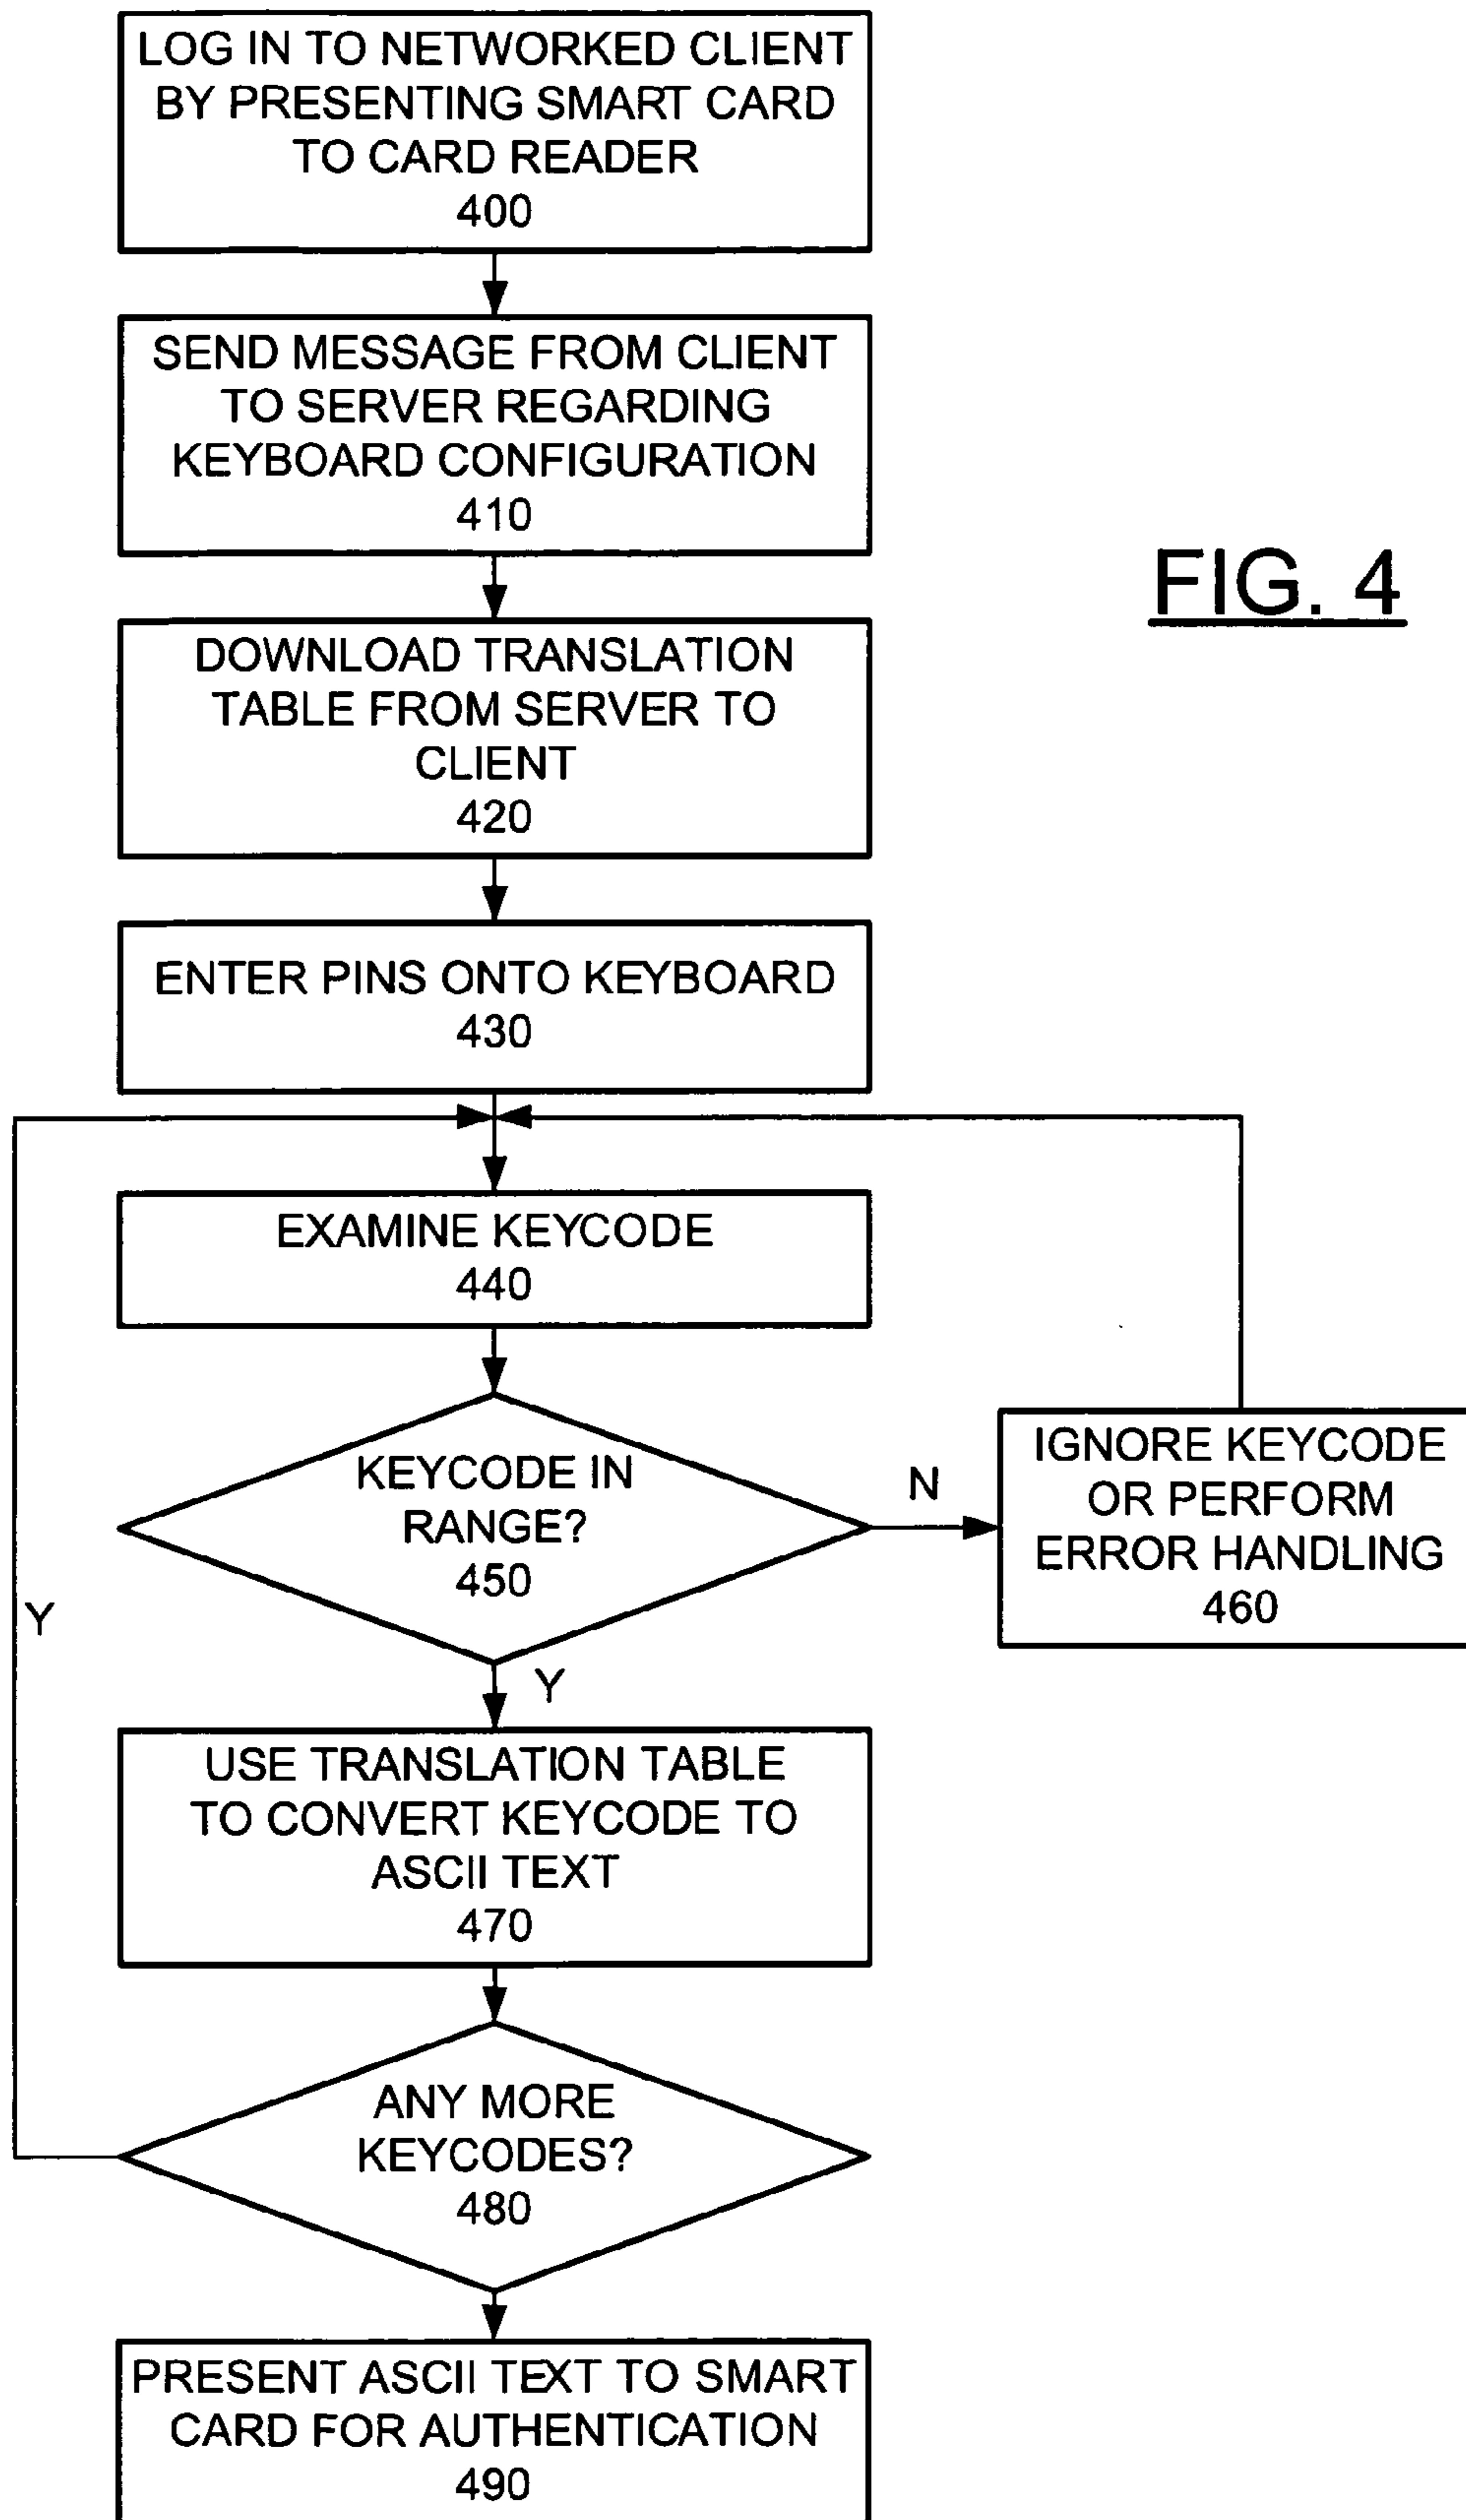 LOG IN TO NETWORKED CLIENT
BY PRESENTING SMART CARD
TO CARD READER
400
SEND MESSAGE FROM CLIENT
TO SERVER REGARDING
KEYBOARD CONFIGURATION
410
FIG. 4
DOWNLOAD TRANSLATION
TABLE FROM SERVER TO
CLIENT
420
ENTER PINS ONTO KEYBOARD
430
EXAMINE KEYCODE
440
KEYCODE IN
RANGE?
450
N
IGNORE KEYCODE
OR PERFORM
ERROR HANDLING
460
Y
Y
USE TRANSLATION TABLE
TO CONVERT KEYCODE TO
ASCII TEXT
470
ANY MORE
KEYCODES?
480
PRESENT ASCII TEXT TO SMART
CARD FOR AUTHENTICATION
490